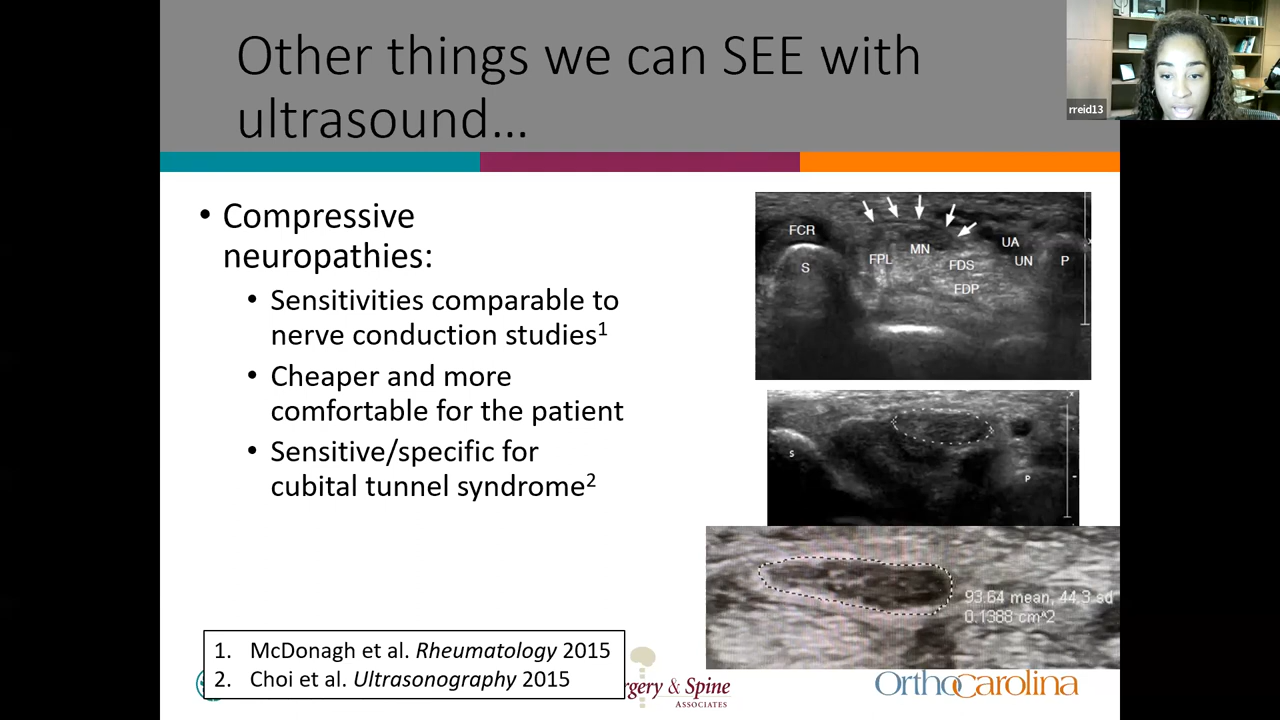 Other things we can SEE with
ultrasound...
rreid13
• Compressive
neuropathies:
• Sensitivities comparable to
nerve conduction studies1
• Cheaper and more
comfortable for the patient
• Sensitive/specific for
cubital tunnel syndrome2
FCR
S
FPL
MN
FDS
FDP
UA
UN
P
S
P
93.64 mean, 44.3 sd
0.1388 cm^2
1. McDonagh et al. Rheumatology 2015
2. Choi et al. Ultrasonography 2015
rgery & Spine
ASSOCIATES
OrthoCarolina